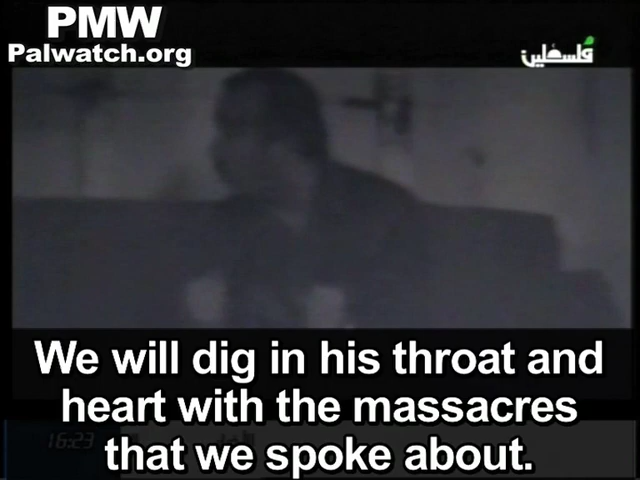 PMW
Palwatch.org
فلسطين
We will dig in his throat and
heart with the massacres
that we spoke about.
16:23